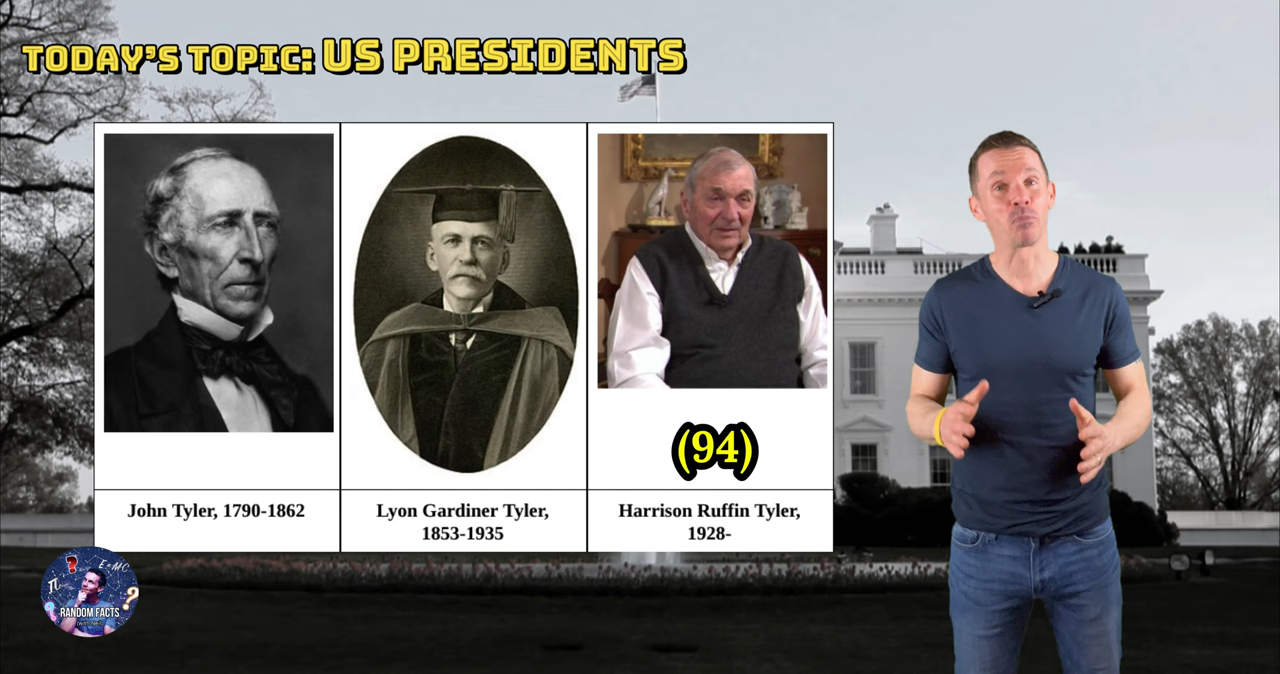 TODAY'S TOPIC: US PRESIDENTS
(94)
John Tyler, 1790-1862
Lyon Gardiner Tyler,
1853-1935
Harrison Ruffin Tyler,
1928-
?
E=MC
π
?
RANDOM FACTS